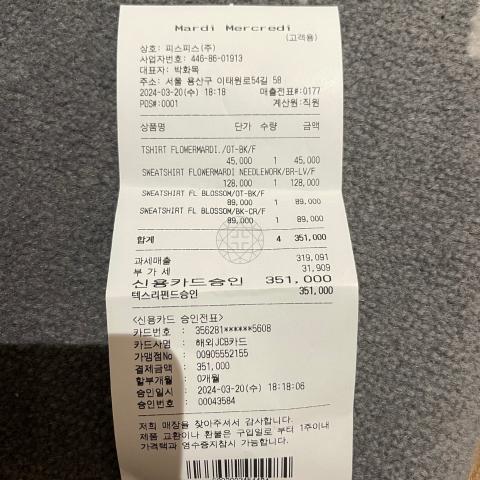 Mardi Mercredi
(고객용)
상호: 피스피스(주)
사업자번호: 446-86-01913
대표자: 박화목
주소: 서울 용산구 이태원로54길 58
2024-03-20(수) 18:18 매출전표#:0177
POS#:0001 계산원:직원
상품명 단가 수량 금액
TSHIRT FLOWERMARDI./OT-BK/F
45,000 1 45,000
SWEATSHIRT FLOWERMARDI NEEDLEWORK/BR-LV/F
128,000 1 128,000
SWEATSHIRT FL BLOSSOM/OT-BK/F
89,000 1 89,000
SWEATSHIRT FL BLOSSOM/BK-CR/F
89,000 1 89,000
합계 4 351,000
과세매출 319,091
부 가 세 31,909
신용카드승인 351,000
텍스리펀드승인 351,000
<신용카드 승인전표>
카드번호 : 356281******5608
카드사명 : 해외JCB카드
가맹점No : 00905552155
결제금액 : 351,000
할부개월 : 0개월
승인일시 : 2024-03-20(수) 18:18:06
승인번호 : 00043584
저희 매장을 찾아주셔서 감사합니다.
제품 교환이나 환불은 구입일로 부터 1주이내
가격택과 영수증지참시 가능합니다.